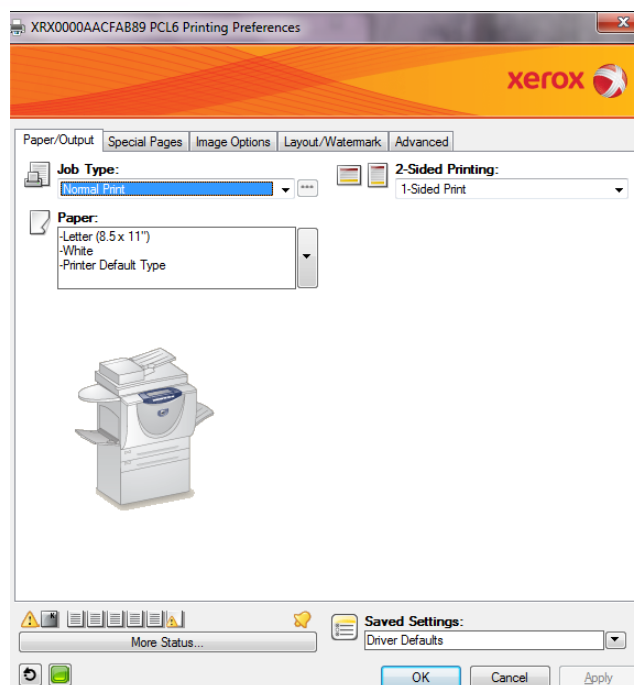 XRX0000AACFAB89 PCL6 Printing Preferences
xerox
Paper/Output Special Pages Image Options Layout/Watermark Advanced
Job Type:
Normal Print
2-Sided Printing:
1-Sided Print
Paper:
-Letter (8.5 x 11")
-White
-Printer Default Type
K
More Status...
Saved Settings:
Driver Defaults
OK Cancel Apply